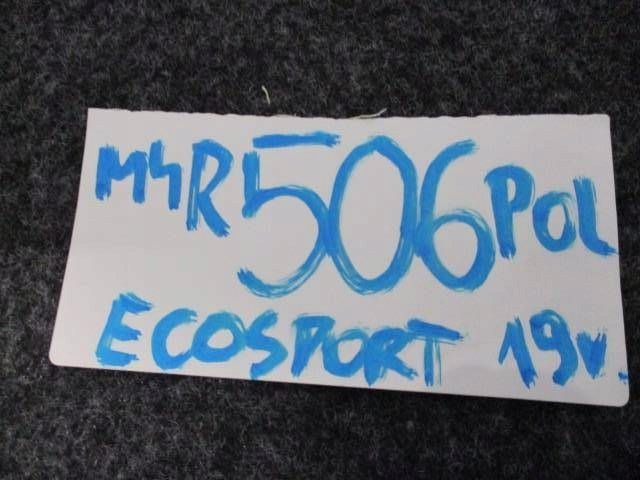 M4R 506 POL
ECOSPORT 19v.